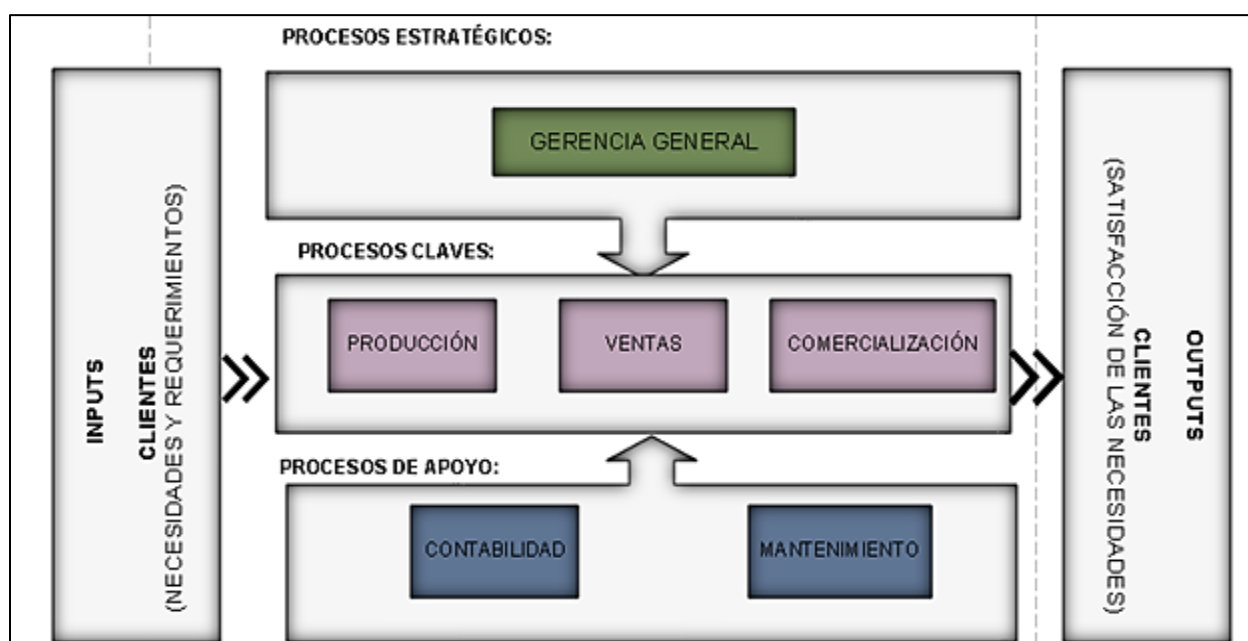 PROCESOS ESTRATÉGICOS:
GERENCIA GENERAL
PROCESOS CLAVES:
PRODUCCIÓN
VENTAS
COMERCIALIZACIÓN
PROCESOS DE APOYO:
CONTABILIDAD
MANTENIMIENTO
INPUTS
CLIENTES
(NECESIDADES Y REQUERIMIENTOS)
OUTPUTS
CLIENTES
(SATISFACCIÓN DE LAS NECESIDADES)